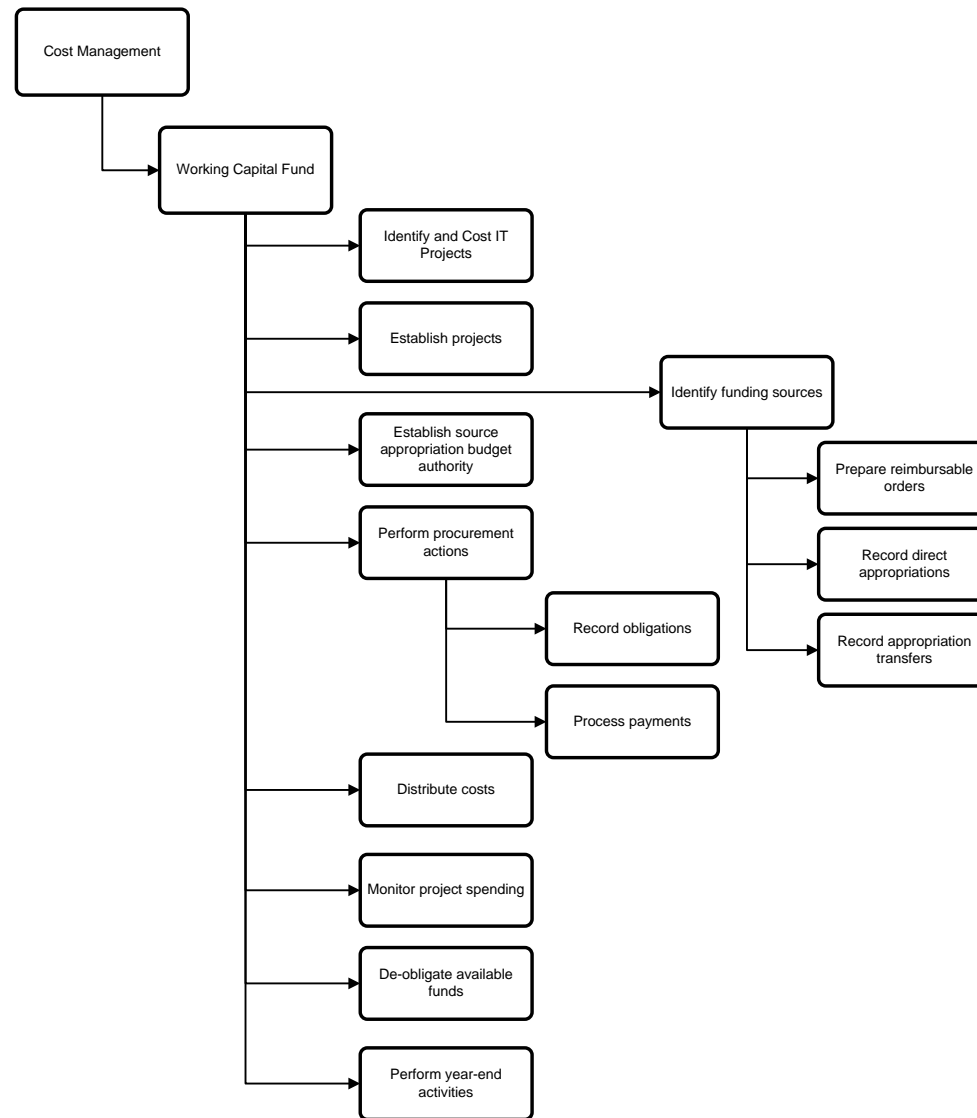 Cost Management
Working Capital Fund
Identify and Cost IT
Projects
Establish projects
Identify funding sources
Prepare reimbursable
orders
Record direct
appropriations
Record appropriation
transfers
Establish source
appropriation budget
authority
Perform procurement
actions
Record obligations
Process payments
Distribute costs
Monitor project spending
De-obligate available
funds
Perform year-end
activities